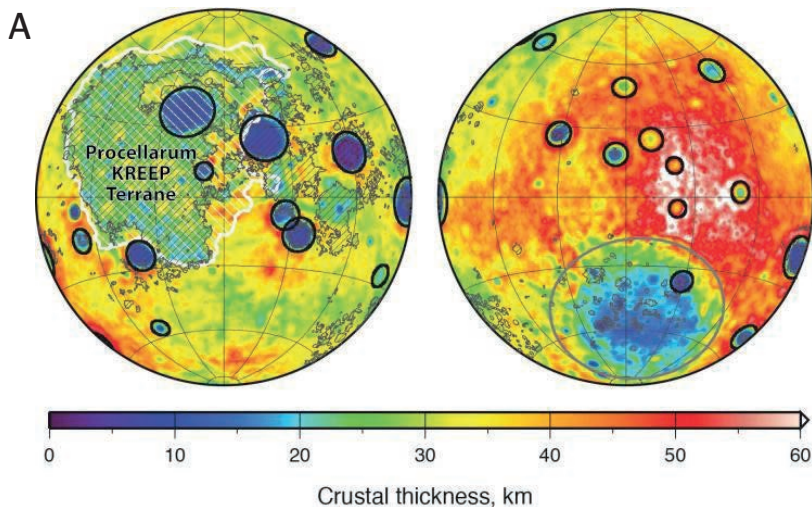 A
Procellarum
KREEP
Terrane
0 10 20 30 40 50 60
Crustal thickness, km